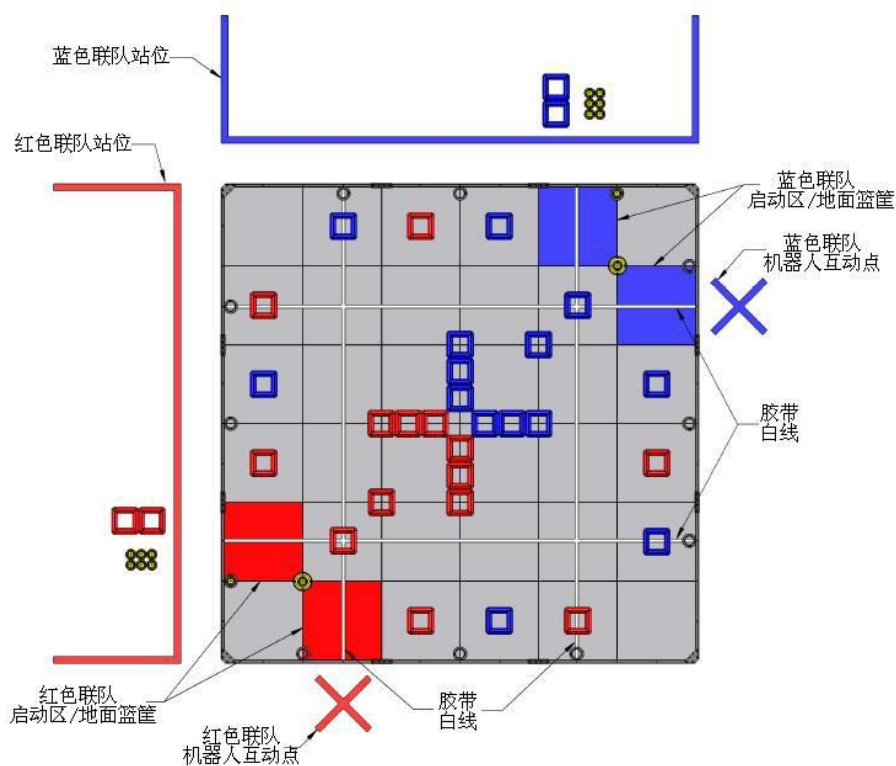 蓝色联队站位
红色联队站位
蓝色联队
启动区/地面篮筐
蓝色联队
机器人互动点
胶带
白线
红色联队
启动区/地面篮筐
胶带
白线
红色联队
机器人互动点